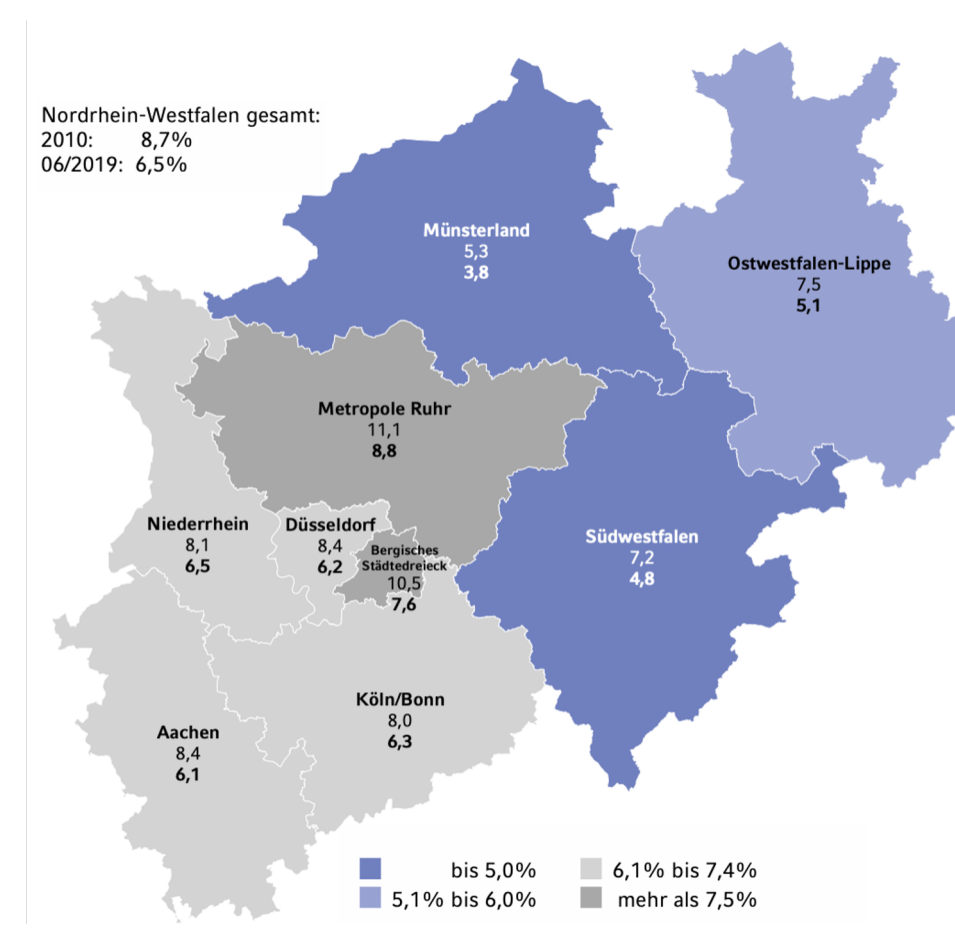 Nordrhein-Westfalen gesamt:
2010: 8,7%
06/2019: 6,5%
Münsterland
5,3
3,8
Ostwestfalen-Lippe
7,5
5,1
Metropole Ruhr
11,1
8,8
Niederrhein
8,1
6,5
Düsseldorf
8,4
6,2
Bergisches
Städtedreieck
10,5
7,6
Südwestfalen
7,2
4,8
Köln/Bonn
8,0
6,3
Aachen
8,4
6,1
bis 5,0%
5,1% bis 6,0%
6,1% bis 7,4%
mehr als 7,5%